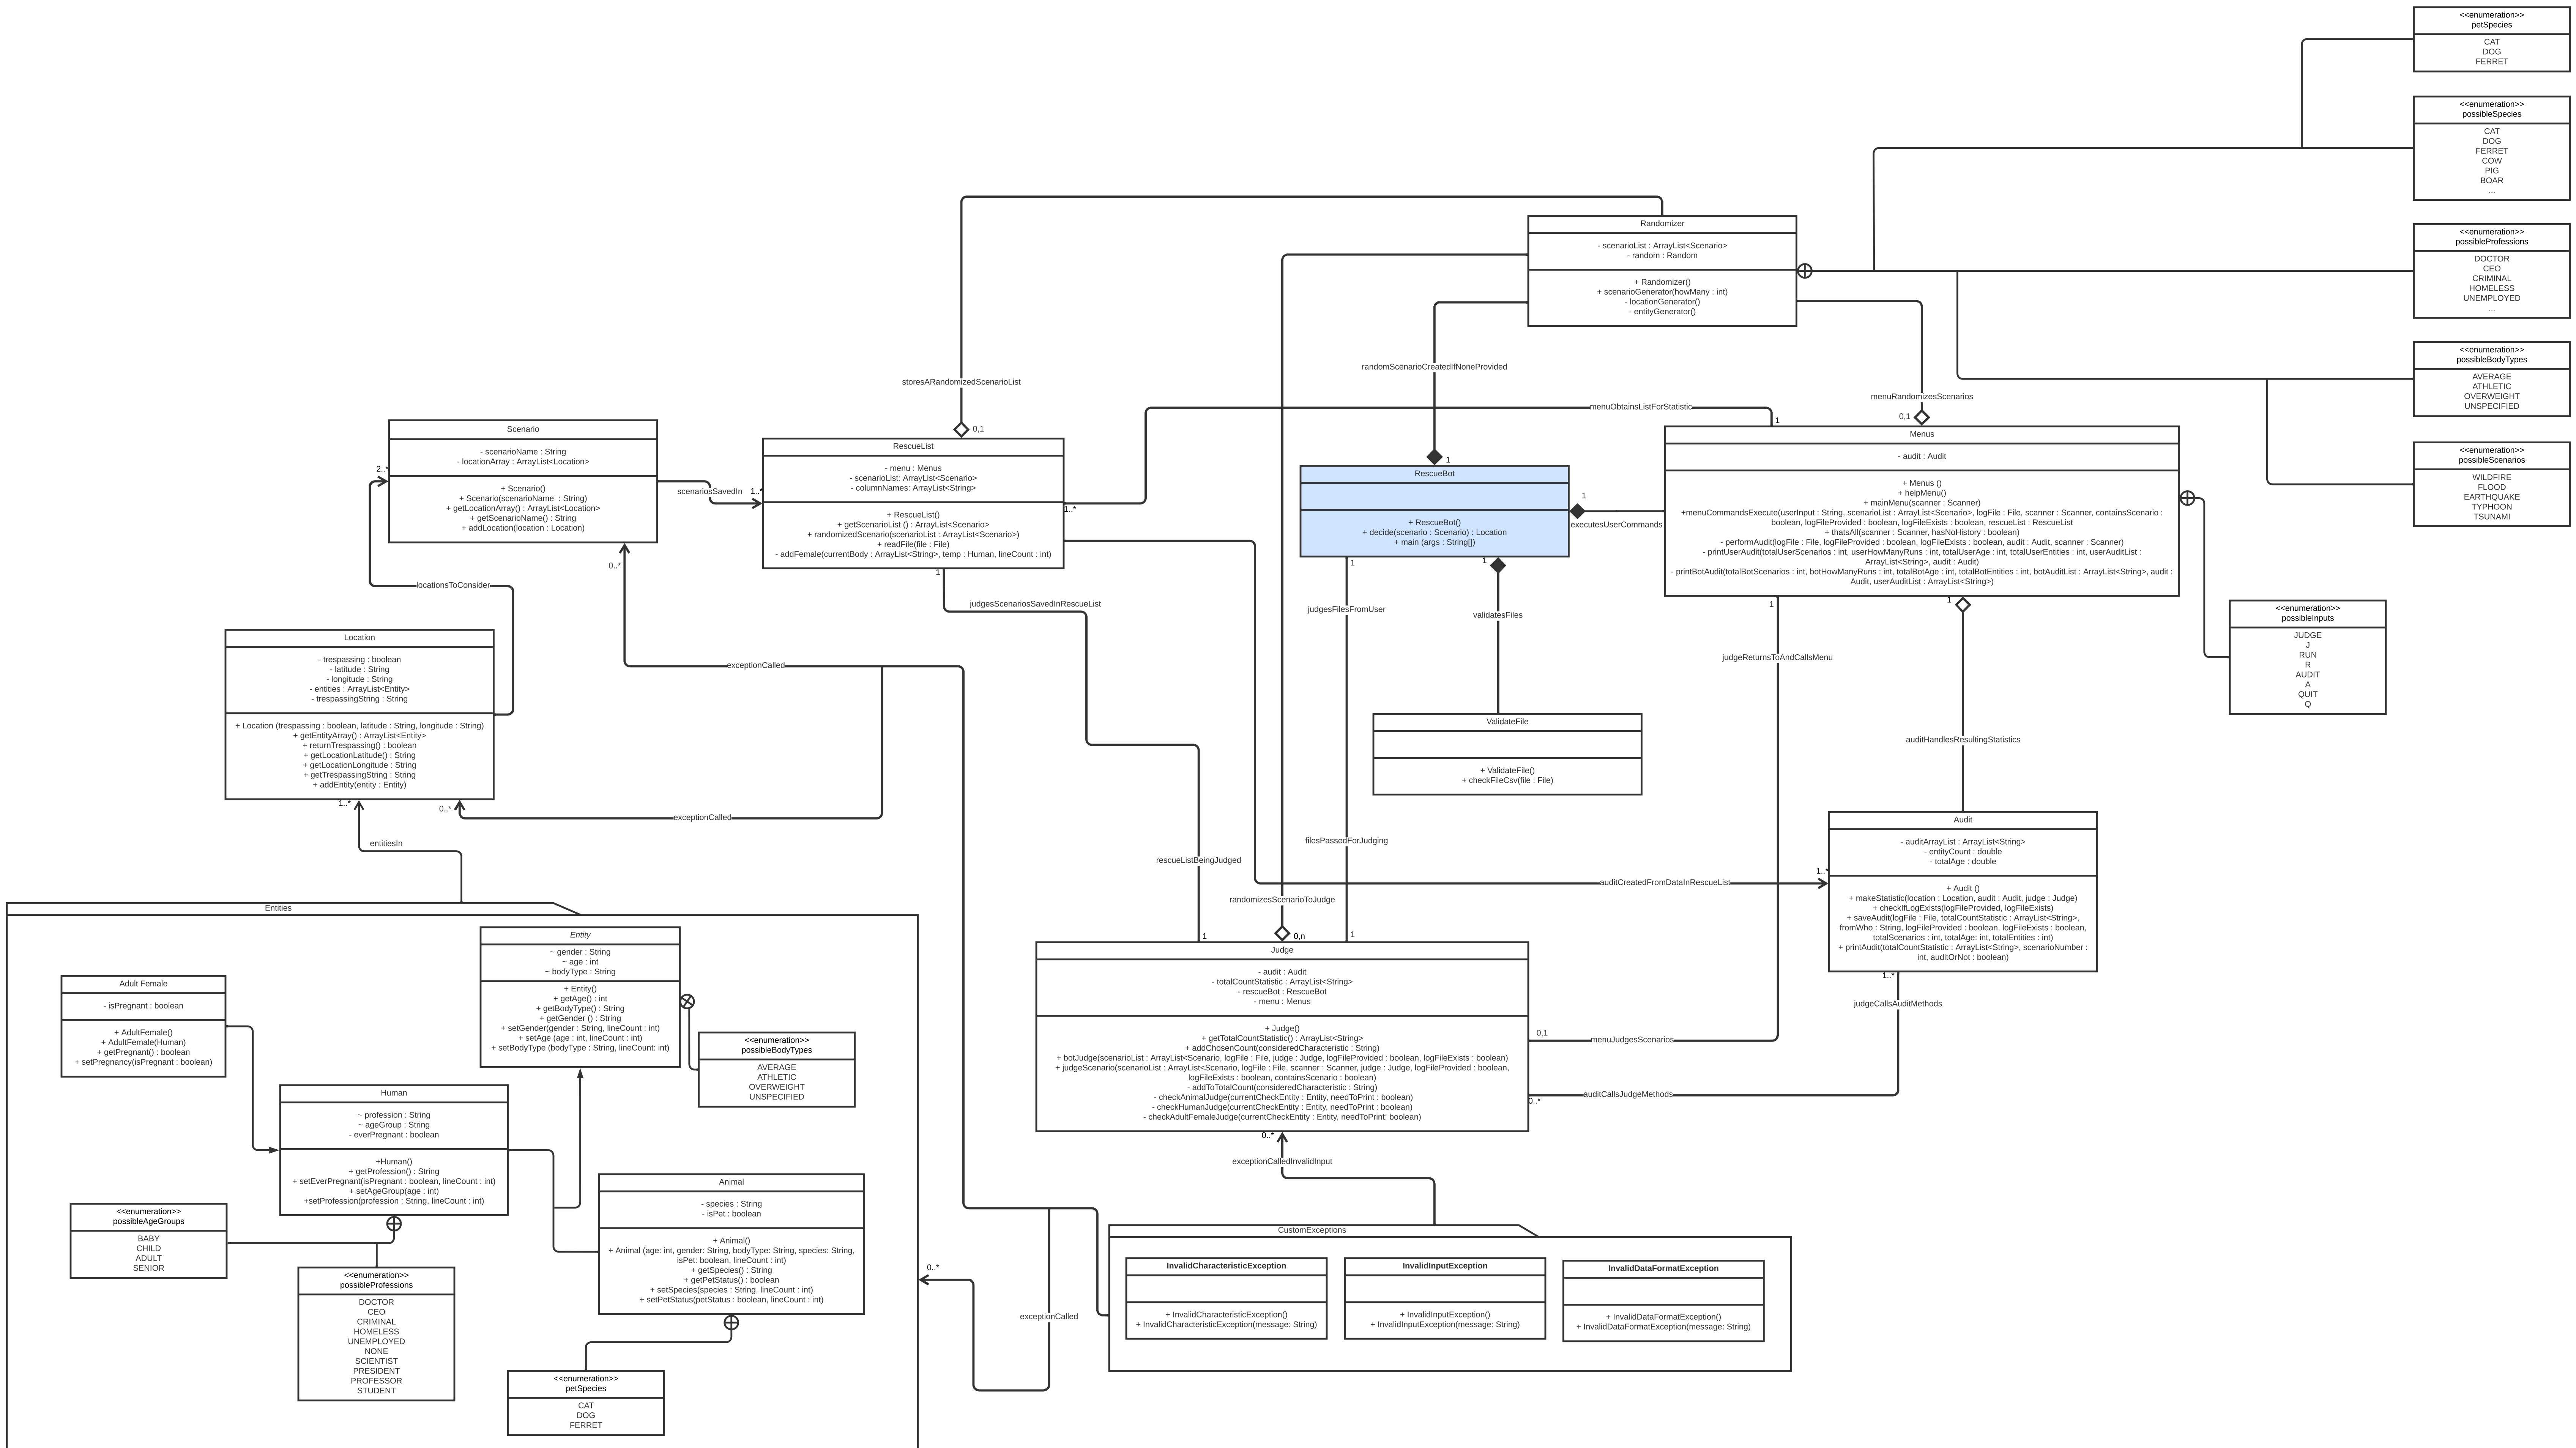 <<enumeration>>
petSpecies
CAT
DOG
FERRET
<<enumeration>>
possibleSpecies
CAT
DOG
FERRET
COW
PIG
BOAR
...
<<enumeration>>
possibleProfessions
DOCTOR
CEO
CRIMINAL
HOMELESS
UNEMPLOYED
...
<<enumeration>>
possibleBodyTypes
AVERAGE
ATHLETIC
OVERWEIGHT
UNSPECIFIED
<<enumeration>>
possibleScenarios
WILDFIRE
FLOOD
EARTHQUAKE
TYPHOON
TSUNAMI
Randomizer
- scenarioList : ArrayList<Scenario>
- random : Random
+ Randomizer()
+ scenarioGenerator(howMany : int)
- locationGenerator()
- entityGenerator()
storesARandomizedScenarioList
0,1
randomScenarioCreatedIfNoneProvided
1
menuRandomizesScenarios
0,1
menuObtainsListForStatistic
1
1..*
Scenario
- scenarioName : String
- locationArray : ArrayList<Location>
+ Scenario()
+ Scenario(scenarioName  : String)
+ getLocationArray() : ArrayList<Location>
+ getScenarioName() : String
+ addLocation(location : Location)
2..*
scenariosSavedIn
1..*
0..*
RescueList
- menu : Menus
- scenarioList: ArrayList<Scenario>
- columnNames: ArrayList<String>
+ RescueList()
+ getScenarioList () : ArrayList<Scenario>
+ randomizedScenario(scenarioList : ArrayList<Scenario>)
+ readFile(file : File)
- addFemale(currentBody : ArrayList<String>, temp : Human, lineCount : int)
1
judgesScenariosSavedInRescueList
RescueBot
+ RescueBot()
+ decide(scenario : Scenario) : Location
+ main (args : String[])
1
executesUserCommands
1
judgesFilesFromUser
1
validatesFiles
Menus
- audit : Audit
+ Menus ()
+ helpMenu()
+ mainMenu(scanner : Scanner)
+menuCommandsExecute(userInput : String, scenarioList : ArrayList<Scenario>, logFile : File, scanner : Scanner, containsScenario :
boolean, logFileProvided : boolean, logFileExists : boolean, rescueList : RescueList
+ thatsAll(scanner : Scanner, hasNoHistory : boolean)
- performAudit(logFile : File, logFileProvided : boolean, logFileExists : boolean, audit : Audit, scanner : Scanner)
- printUserAudit(totalUserScenarios : int, userHowManyRuns : int, totalUserAge : int, totalUserEntities : int, userAuditList :
ArrayList<String>, audit : Audit)
- printBotAudit(totalBotScenarios : int, botHowManyRuns : int, totalBotAge : int, totalBotEntities : int, botAuditList : ArrayList<String>, audit :
Audit, userAuditList : ArrayList<String>)
1
judgeReturnsToAndCallsMenu
1
auditHandlesResultingStatistics
<<enumeration>>
possibleInputs
JUDGE
J
RUN
R
AUDIT
A
QUIT
Q
locationsToConsider
Location
- trespassing : boolean
- latitude : String
- longitude : String
- entities : ArrayList<Entity>
- trespassingString : String
+ Location (trespassing : boolean, latitude : String, longitude : String)
+ getEntityArray() : ArrayList<Entity>
+ returnTrespassing() : boolean
+ getLocationLatitude() : String
+ getLocationLongitude : String
+ getTrespassingString : String
+ addEntity(entity : Entity)
1..*
0..*
exceptionCalled
exceptionCalled
entitiesIn
ValidateFile
+ ValidateFile()
+ checkFileCsv(file : File)
filesPassedForJudging
1
rescueListBeingJudged
1
auditCreatedFromDataInRescueList
1..*
randomizesScenarioToJudge
0,n
Audit
- auditArrayList : ArrayList<String>
- entityCount : double
- totalAge : double
+ Audit ()
+ makeStatistic(location : Location, audit : Audit, judge : Judge)
+ checkIfLogExists(logFileProvided, logFileExists)
+ saveAudit(logFile : File, totalCountStatistic : ArrayList<String>,
fromWho : String, logFileProvided : boolean, logFileExists : boolean,
totalScenarios : int, totalAge: int, totalEntities : int)
+ printAudit(totalCountStatistic : ArrayList<String>, scenarioNumber :
int, auditOrNot : boolean)
1..*
judgeCallsAuditMethods
Judge
- audit : Audit
- totalCountStatistic : ArrayList<String>
- rescueBot : RescueBot
- menu : Menus
+ Judge()
+ getTotalCountStatistic() : ArrayList<String>
+ addChosenCount(consideredCharacteristic : String)
+ botJudge(scenarioList : ArrayList<Scenario, logFile : File, judge : Judge, logFileProvided : boolean, logFileExists : boolean)
+ judgeScenario(scenarioList : ArrayList<Scenario, logFile : File, scanner : Scanner, judge : Judge, logFileProvided : boolean,
logFileExists : boolean, containsScenario : boolean)
- addToTotalCount(consideredCharacteristic : String)
- checkAnimalJudge(currentCheckEntity : Entity, needToPrint : boolean)
- checkHumanJudge(currentCheckEntity : Entity, needToPrint : boolean)
- checkAdultFemaleJudge(currentCheckEntity : Entity, needToPrint: boolean)
0,1
menuJudgesScenarios
0..*
auditCallsJudgeMethods
0..*
exceptionCalledInvalidInput
Entities
Entity
~ gender : String
~ age : int
~ bodyType : String
+ Entity()
+ getAge() : int
+ getBodyType() : String
+ getGender () : String
+ setGender(gender : String, lineCount : int)
+ setAge (age : int, lineCount : int)
+ setBodyType (bodyType : String, lineCount: int)
<<enumeration>>
possibleBodyTypes
AVERAGE
ATHLETIC
OVERWEIGHT
UNSPECIFIED
Adult Female
- isPregnant : boolean
+ AdultFemale()
+ AdultFemale(Human)
+ getPregnant() : boolean
+ setPregnancy(isPregnant : boolean)
Human
~ profession : String
~ ageGroup : String
- everPregnant : boolean
+Human()
+ getProfession() : String
+ setEverPregnant(isPregnant : boolean, lineCount : int)
+ setAgeGroup(age : int)
+setProfession(profession : String, lineCount : int)
Animal
- species : String
- isPet : boolean
+ Animal()
+ Animal (age: int, gender: String, bodyType: String, species: String,
isPet: boolean, lineCount : int)
+ getSpecies() : String
+ getPetStatus() : boolean
+ setSpecies(species : String, lineCount : int)
+ setPetStatus(petStatus : boolean, lineCount : int)
<<enumeration>>
possibleAgeGroups
BABY
CHILD
ADULT
SENIOR
<<enumeration>>
possibleProfessions
DOCTOR
CEO
CRIMINAL
HOMELESS
UNEMPLOYED
NONE
SCIENTIST
PRESIDENT
PROFESSOR
STUDENT
<<enumeration>>
petSpecies
CAT
DOG
FERRET
0..*
exceptionCalled
CustomExceptions
InvalidCharacteristicException
+ InvalidCharacteristicException()
+ InvalidCharacteristicException(message: String)
InvalidInputException
+ InvalidInputException()
+ InvalidInputException(message: String)
InvalidDataFormatException
+ InvalidDataFormatException()
+ InvalidDataFormatException(message: String)